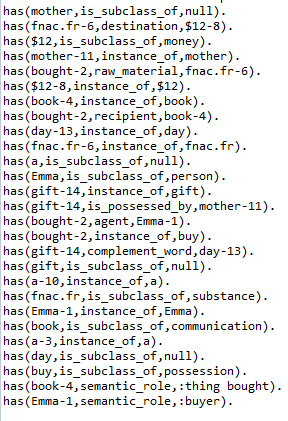 has(mother,is_subclass_of,null).
has(fnac.fr-6,destination,$12-8).
has($12,is_subclass_of,money).
has(mother-11,instance_of,mother).
has(bought-2,raw_material,fnac.fr-6).
has($12-8,instance_of,$12).
has(book-4,instance_of,book).
has(bought-2,recipient,book-4).
has(day-13,instance_of,day).
has(fnac.fr-6,instance_of,fnac.fr).
has(a,is_subclass_of,null).
has(Emma,is_subclass_of,person).
has(gift-14,instance_of,gift).
has(gift-14,is_possessed_by,mother-11).
has(bought-2,agent,Emma-1).
has(bought-2,instance_of,buy).
has(gift-14,complement_word,day-13).
has(gift,is_subclass_of,null).
has(a-10,instance_of,a).
has(fnac.fr,is_subclass_of,substance).
has(Emma-1,instance_of,Emma).
has(book,is_subclass_of,communication).
has(a-3,instance_of,a).
has(day,is_subclass_of,null).
has(buy,is_subclass_of,possession).
has(book-4,semantic_role,:thing bought).
has(Emma-1,semantic_role,:buyer).